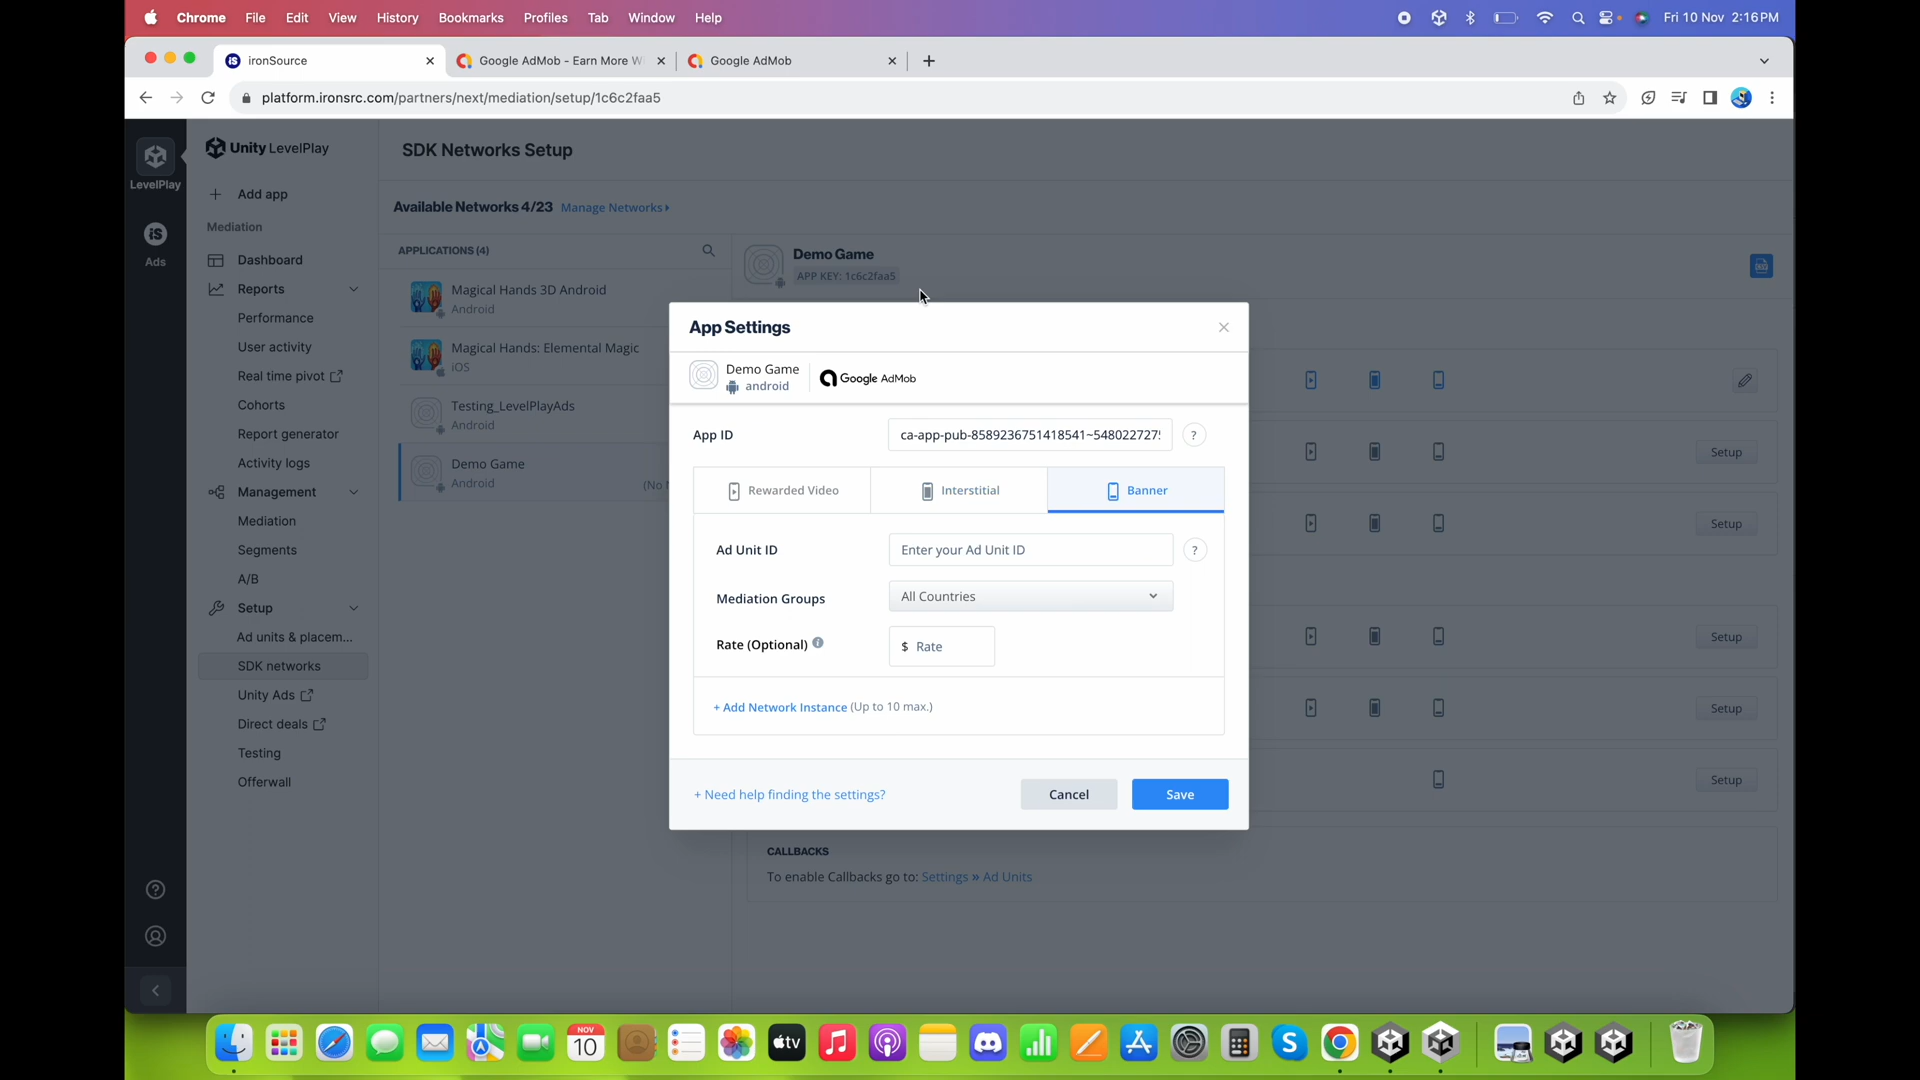 Chrome File Edit View History Bookmarks Profiles Tab Window Help
Fri 10 Nov 2:16PM
ironSource
Google AdMob - Earn More W
Google AdMob
platform.ironsrc.com/partners/next/mediation/setup/1c6c2faa5
LevelPlay
iS
Ads
Unity LevelPlay
Add app
Mediation
Dashboard
Reports
Performance
User activity
Real time pivot
Cohorts
Report generator
Activity logs
Management
Mediation
Segments
A/B
Setup
Ad units & placem...
SDK networks
Unity Ads
Direct deals
Testing
Offerwall
SDK Networks Setup
Available Networks 4/23 Manage Networks
APPLICATIONS (4)
Magical Hands 3D Android
Android
Magical Hands: Elemental Magic
iOS
Testing_LevelPlayAds
Android
Demo Game
Android
(No
Demo Game
APP KEY: 1c6c2faa5
App Settings
Demo Game
android
Google AdMob
App ID
ca-app-pub-8589236751418541~548022727
?
Rewarded Video
Interstitial
Banner
Ad Unit ID
Enter your Ad Unit ID
?
Mediation Groups
All Countries
Rate (Optional)
$ Rate
+ Add Network Instance (Up to 10 max.)
+ Need help finding the settings?
Cancel
Save
Setup
Setup
Setup
Setup
Setup
CALLBACKS
To enable Callbacks go to: Settings » Ad Units
NOV
10
tv